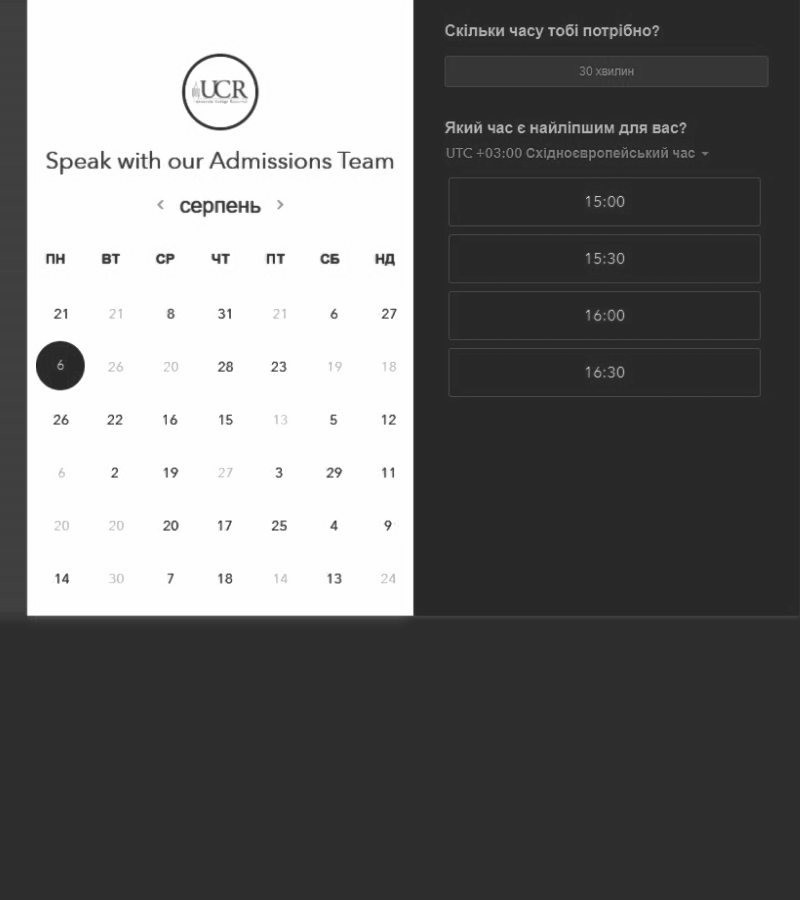 UCR
Speak with our Admissions Team
< серпень >
ПН ВТ СР ЧТ ПТ СБ НД
21 21 8 31 21 6 27
6 26 20 28 23 19 18
26 22 16 15 13 5 12
6 2 19 27 3 29 11
20 20 20 17 25 4 9
14 30 7 18 14 13 24
Скільки часу тобі потрібно?
30 хвилин
Який час є найліпшим для вас?
UTC +03:00 Східноєвропейський час
15:00
15:30
16:00
16:30